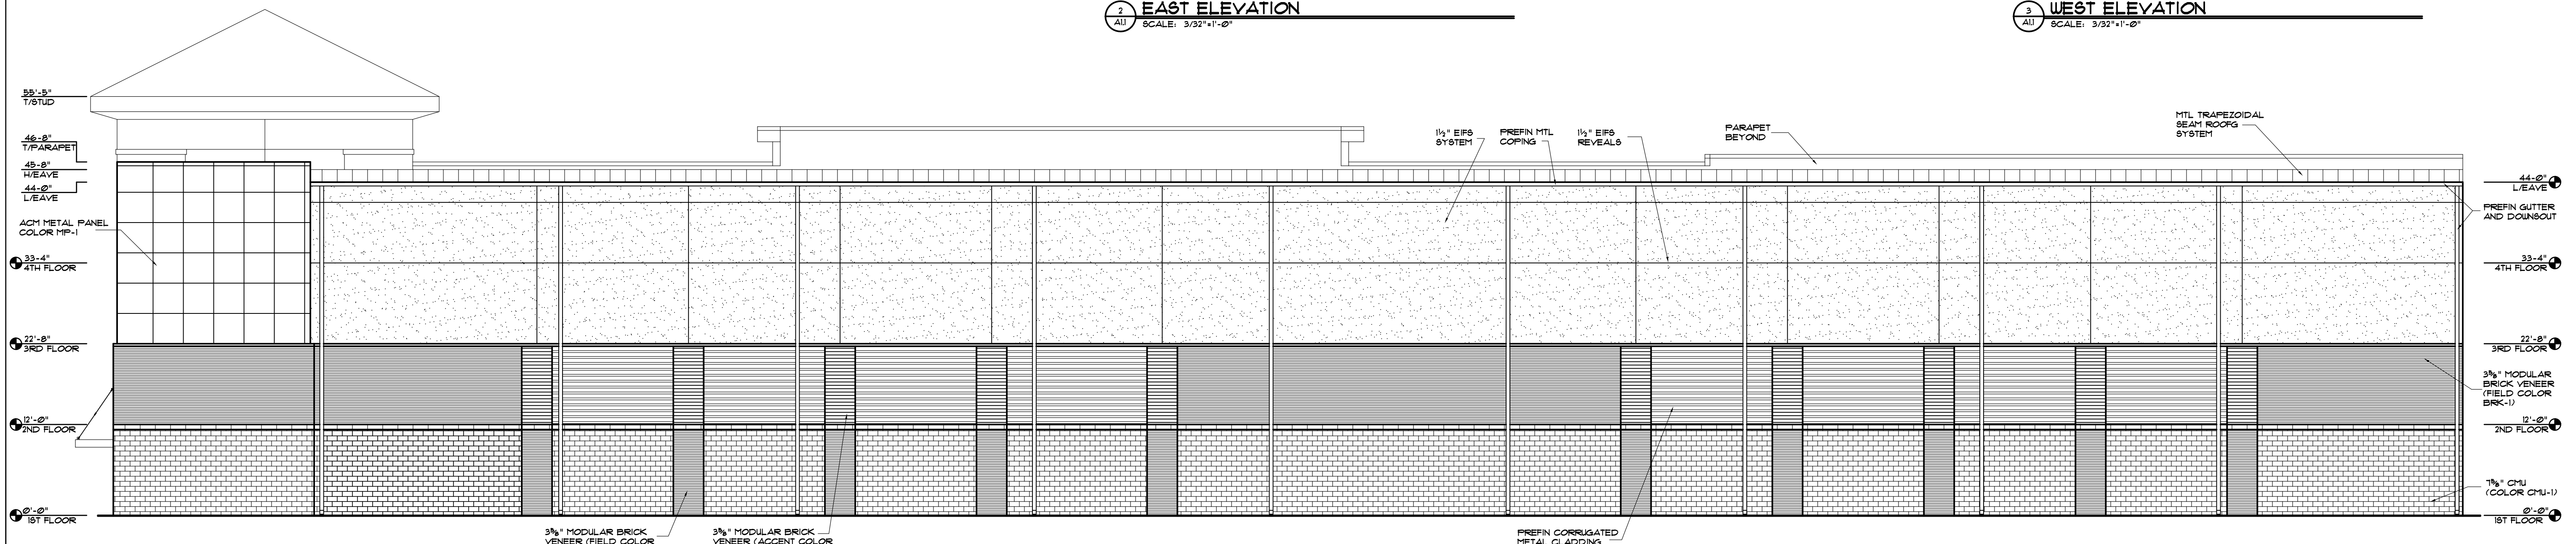 2
A1.1
EAST ELEVATION
SCALE: 3/32"=1'-0"
3
A1.1
WEST ELEVATION
SCALE: 3/32"=1'-0"
55'-5"
T/STUD
46-8"
T/PARAPET
45-8"
H/EAVE
44-0"
L/EAVE
ACM METAL PANEL
COLOR MP-1
33-4"
4TH FLOOR
22'-8"
3RD FLOOR
12'-0"
2ND FLOOR
0'-0"
1ST FLOOR
1½" EIFS
SYSTEM
PREFIN MTL
COPING
1½" EIFS
REVEALS
PARAPET
BEYOND
MTL TRAPEZOIDAL
SEAM ROOFG
SYSTEM
44-0"
L/EAVE
PREFIN GUTTER
AND DOWNSOUT
33-4"
4TH FLOOR
22'-8"
3RD FLOOR
3⅝" MODULAR
BRICK VENEER
(FIELD COLOR
BRK-1)
12'-0"
2ND FLOOR
7⅝" CMU
(COLOR CMU-1)
0'-0"
1ST FLOOR
3⅝" MODULAR BRICK
VENEER (FIELD COLOR
3⅝" MODULAR BRICK
VENEER (ACCENT COLOR
PREFIN CORRUGATED
METAL CLADDING